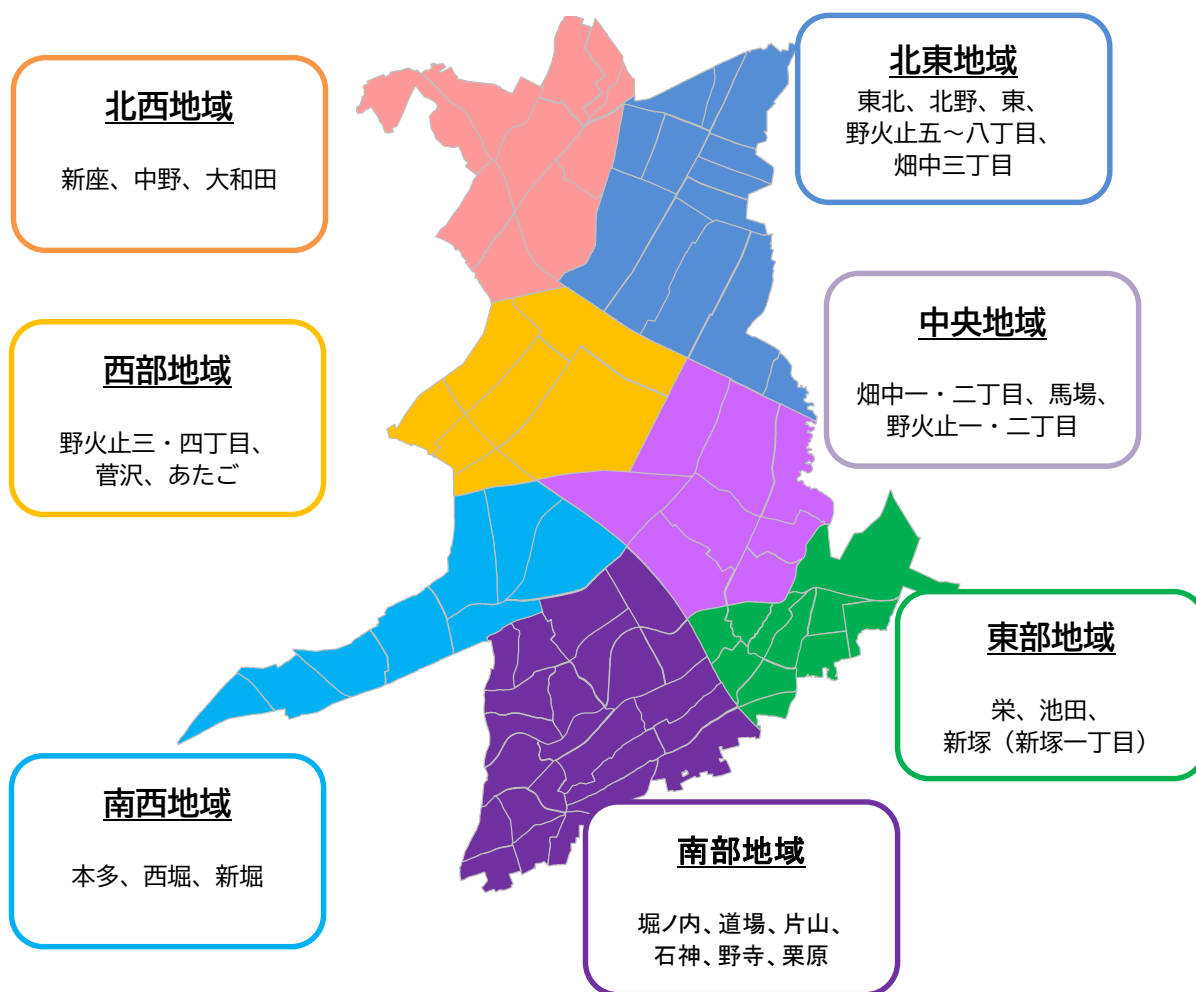 北西地域
新座、中野、大和田
北東地域
東北、北野、東、
野火止五～八丁目、
畑中三丁目
西部地域
野火止三・四丁目、
菅沢、あたご
中央地域
畑中一・二丁目、馬場、
野火止一・二丁目
東部地域
栄、池田、
新塚（新塚一丁目）
南西地域
本多、西堀、新堀
南部地域
堀ノ内、道場、片山、
石神、野寺、栗原